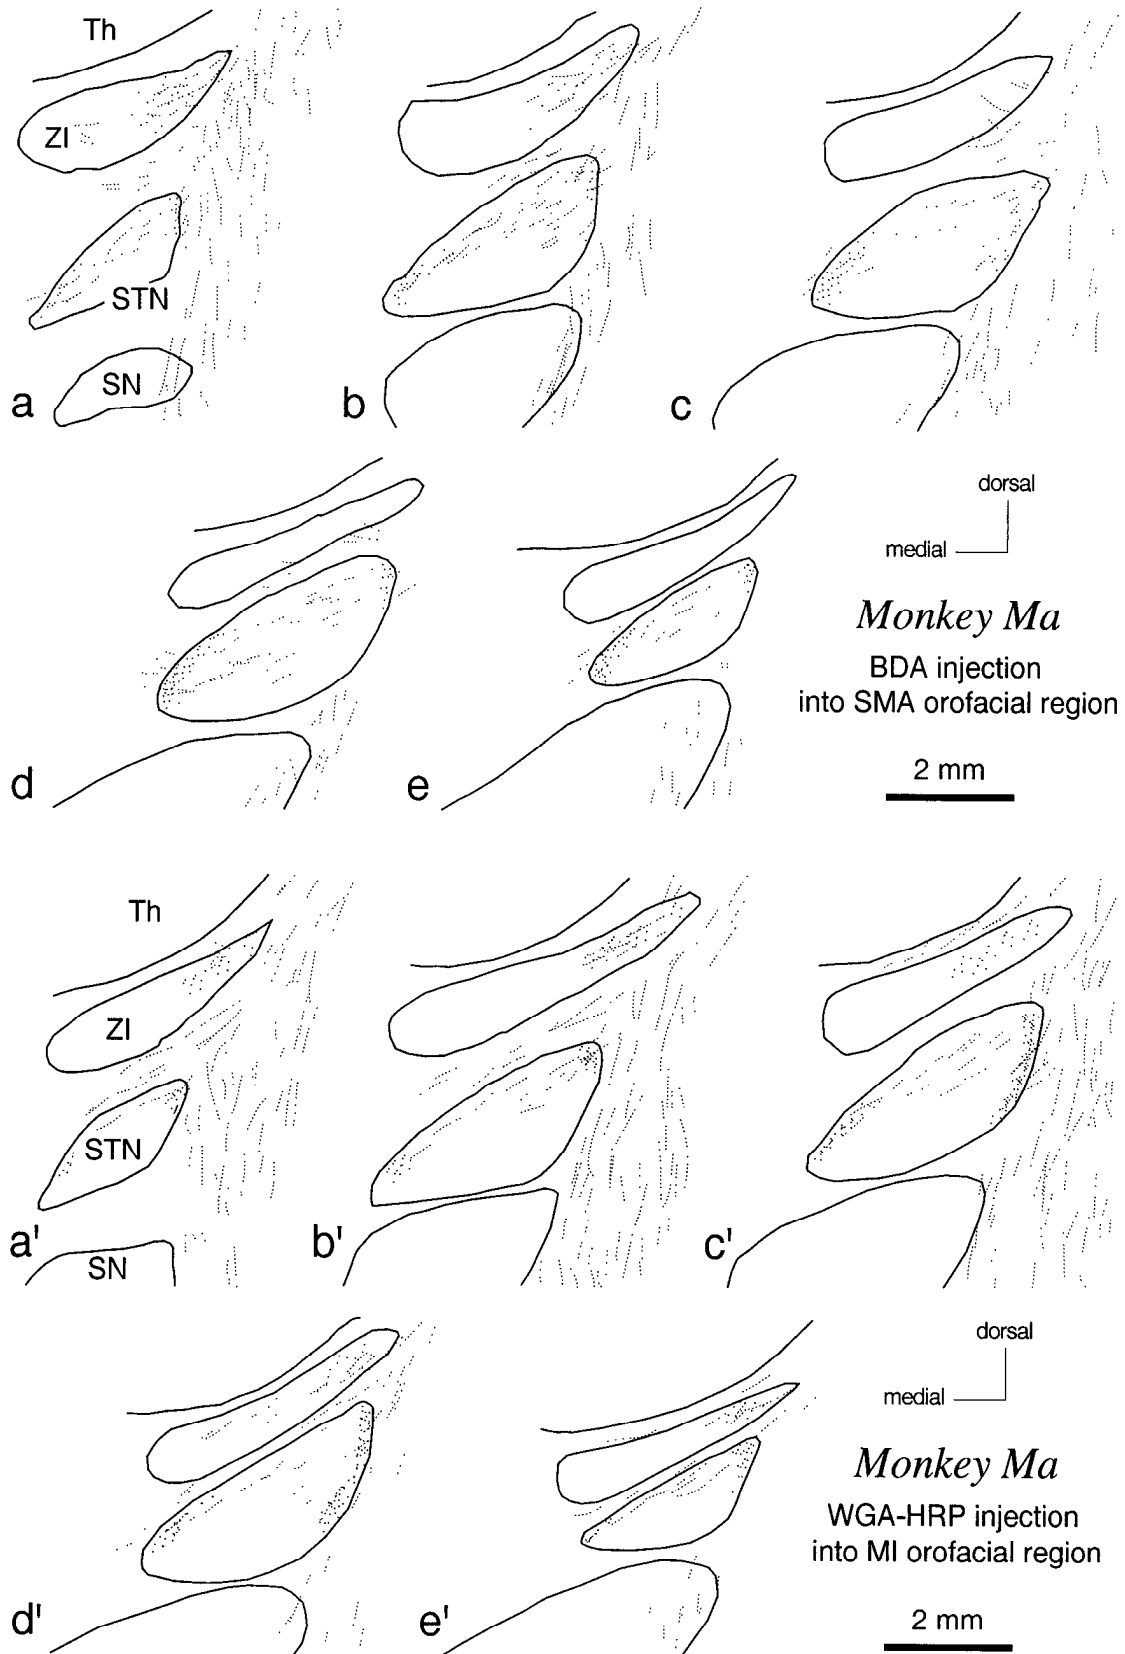 Th
ZI
STN
SN
a
b
c
dorsal
medial
Monkey Ma
BDA injection
into SMA orofacial region
2 mm
d
e
Th
ZI
STN
SN
a'
b'
c'
dorsal
medial
Monkey Ma
WGA-HRP injection
into MI orofacial region
2 mm
d'
e'